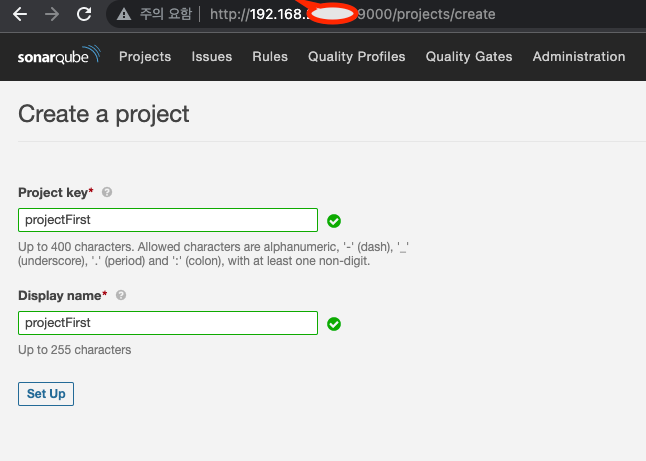 주의 요함 http://192.168. 9000/projects/create
sonarqube Projects Issues Rules Quality Profiles Quality Gates Administration
Create a project
Project key*
projectFirst
Up to 400 characters. Allowed characters are alphanumeric, '-' (dash), '_'
(underscore), '.' (period) and ':' (colon), with at least one non-digit.
Display name*
projectFirst
Up to 255 characters
Set Up